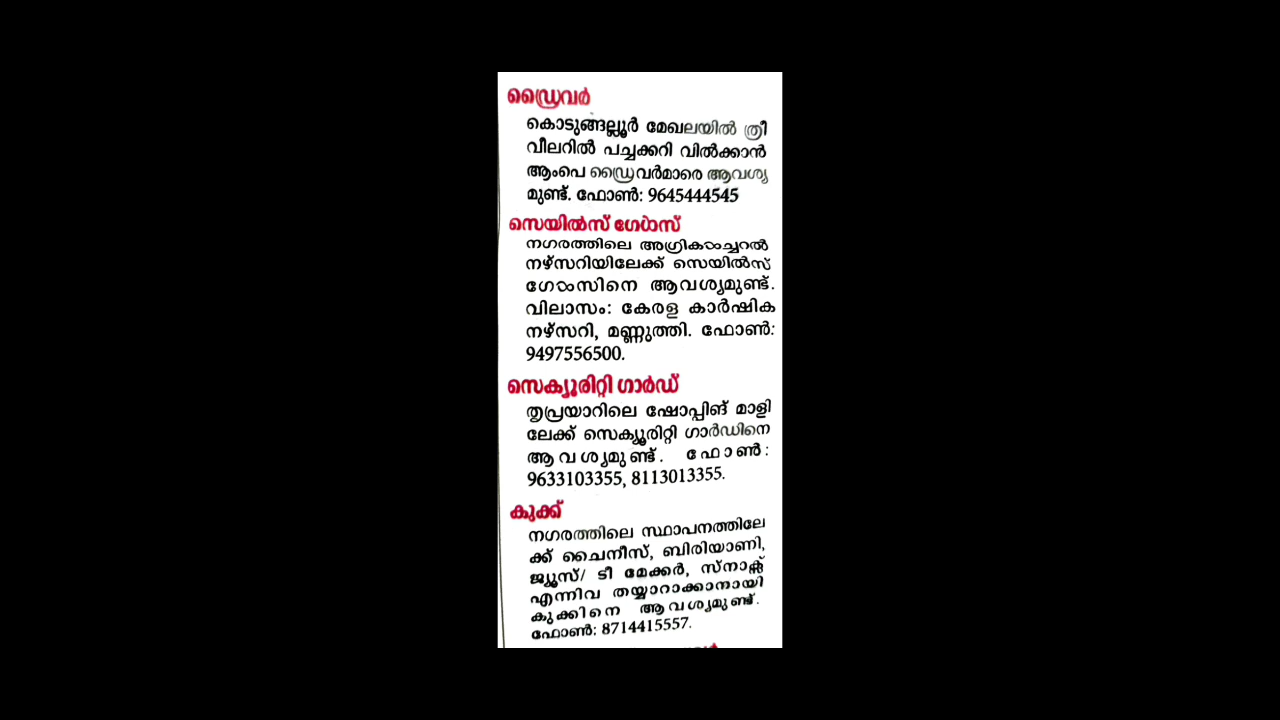 ഡ്രൈവർ
കൊടുങ്ങല്ലൂർ മേഖലയിൽ ത്രീ
വീലറിൽ പച്ചക്കറി വിൽക്കാൻ
ആംപെ ഡ്രൈവർമാരെ ആവശ്യ
മുണ്ട്. ഫോൺ: 9645444545
സെയിൽസ് ഗേൾസ്
നഗരത്തിലെ അഗ്രികൾച്ചറൽ
നഴ്സറിയിലേക്ക് സെയിൽസ്
ഗേൾസിനെ ആവശ്യമുണ്ട്.
വിലാസം: കേരള കാർഷിക
നഴ്സറി, മണ്ണുത്തി. ഫോൺ:
9497556500.
സെക്യൂരിറ്റി ഗാർഡ്
തൃപ്രയാറിലെ ഷോപ്പിങ് മാളി
ലേക്ക് സെക്യൂരിറ്റി ഗാർഡിനെ
ആവശ്യമുണ്ട്. ഫോൺ:
9633103355, 8113013355.
കുക്ക്
നഗരത്തിലെ സ്ഥാപനത്തിലേ
ക്ക് ചൈനീസ്, ബിരിയാണി,
ജ്യൂസ്/ ടീ മേക്കർ, സ്നാക്സ്
എന്നിവ തയ്യാറാക്കാനായി
കുക്കിനെ ആവശ്യമുണ്ട്.
ഫോൺ: 8714415557.